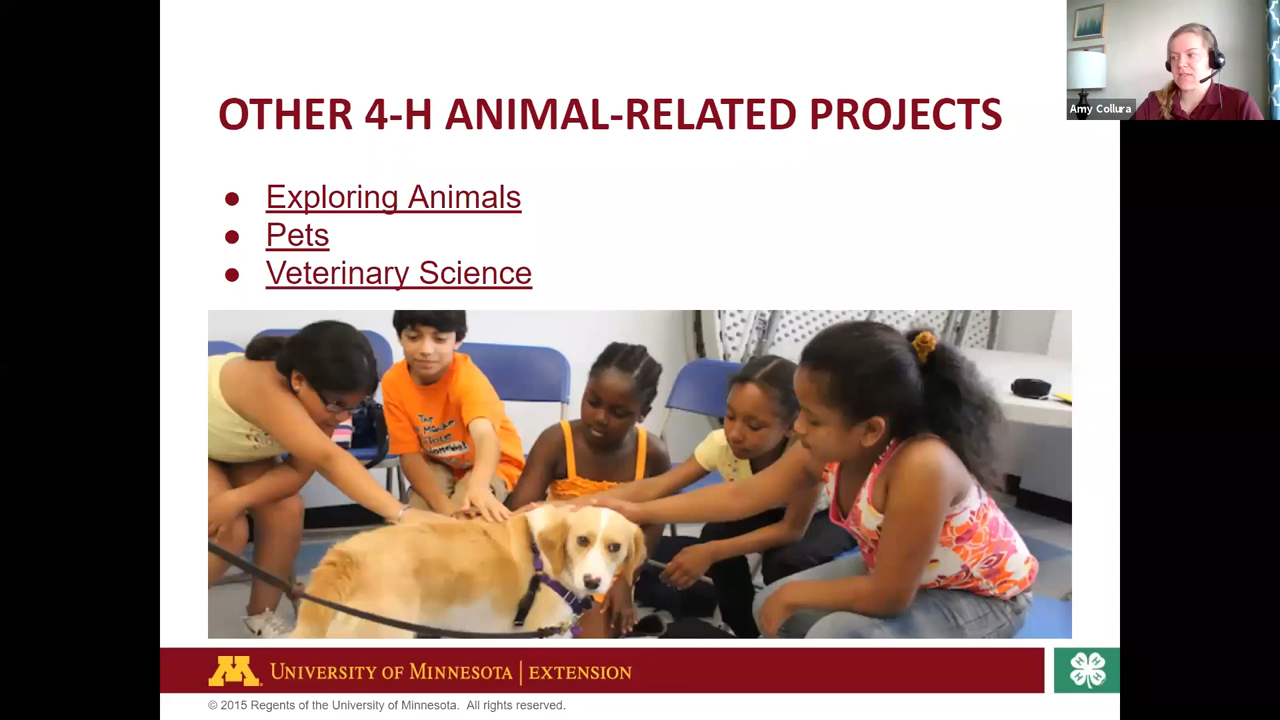 OTHER 4-H ANIMAL-RELATED PROJECTS
Amy Collura
● Exploring Animals
● Pets
● Veterinary Science
The
UNIVERSITY OF MINNESOTA | EXTENSION
© 2015 Regents of the University of Minnesota. All rights reserved.